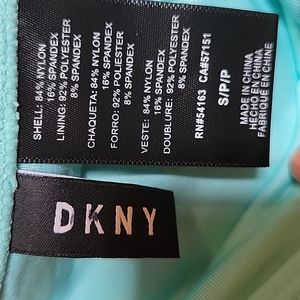 SHELL: 84% NYLON
16% SPANDEX
LINING: 92% POLYESTER
8% SPANDEX
CHAQUETA: 84% NYLON
16% SPANDEX
FORRO: 92% POLIESTER
8% SPANDEX
VESTE: 84% NYLON
16% SPANDEX
DOUBLURE: 92% POLYESTER
8% SPANDEX
RN#54163 CA#57151
S/P/P
MADE IN CHINA
HECHO EN CHINA
FABRIQUE EN CHINE
DKNY